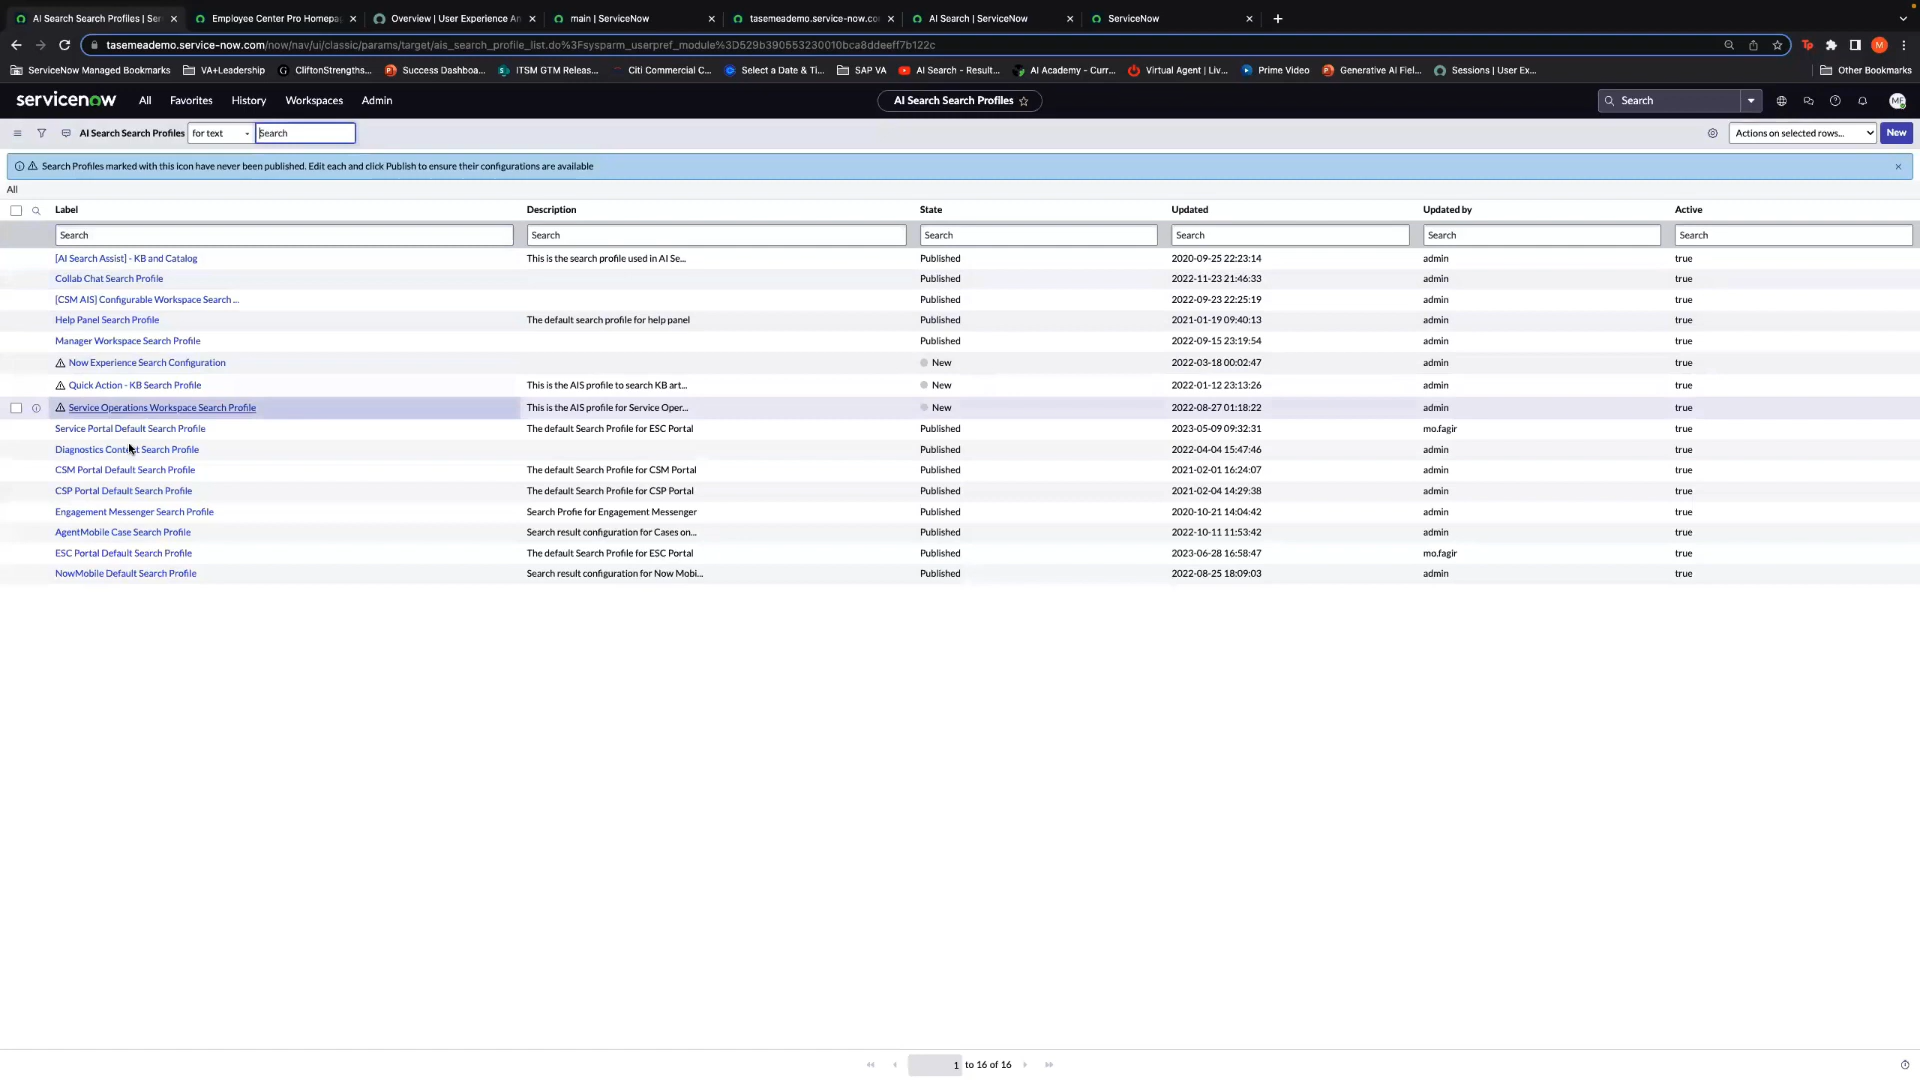 AI Search Search Profiles | Ser
Employee Center Pro Homepa
Overview | User Experience An
main | ServiceNow
tasemeademo.service-now.co
AI Search | ServiceNow
ServiceNow
tasemeademo.service-now.com/now/nav/ui/classic/params/target/ais_search_profile_list.do%3Fsysparm_userpref_module%3D529b390553230010bca8ddeeff7b122c
ServiceNow Managed Bookmarks
VA+Leadership
CliftonStrengths...
Success Dashboa...
ITSM GTM Releas...
Citi Commercial C...
Select a Date & Ti...
SAP VA
AI Search - Result...
AI Academy - Curr...
Virtual Agent | Liv...
Prime Video
Generative AI Fiel...
Sessions | User Ex...
Other Bookmarks
servicenow All Favorites History Workspaces Admin
AI Search Search Profiles
Search
MF
AI Search Search Profiles for text Search
Actions on selected rows... New
Search Profiles marked with this icon have never been published. Edit each and click Publish to ensure their configurations are available
All
Label Description State Updated Updated by Active
Search Search Search Search Search Search
[AI Search Assist] - KB and Catalog This is the search profile used in AI Se... Published 2020-09-25 22:23:14 admin true
Collab Chat Search Profile Published 2022-11-23 21:46:33 admin true
[CSM AIS] Configurable Workspace Search ... Published 2022-09-23 22:25:19 admin true
Help Panel Search Profile The default search profile for help panel Published 2021-01-19 09:40:13 admin true
Manager Workspace Search Profile Published 2022-09-15 23:19:54 admin true
Now Experience Search Configuration New 2022-03-18 00:02:47 admin true
Quick Action - KB Search Profile This is the AIS profile to search KB art... New 2022-01-12 23:13:26 admin true
Service Operations Workspace Search Profile This is the AIS profile for Service Oper... New 2022-08-27 01:18:22 admin true
Service Portal Default Search Profile The default Search Profile for ESC Portal Published 2023-05-09 09:32:31 mo.fagir true
Diagnostics Context Search Profile Published 2022-04-04 15:47:46 admin true
CSM Portal Default Search Profile The default Search Profile for CSM Portal Published 2021-02-01 16:24:07 admin true
CSP Portal Default Search Profile The default Search Profile for CSP Portal Published 2021-02-04 14:29:38 admin true
Engagement Messenger Search Profile Search Profie for Engagement Messenger Published 2020-10-21 14:04:42 admin true
AgentMobile Case Search Profile Search result configuration for Cases on... Published 2022-10-11 11:53:42 admin true
ESC Portal Default Search Profile The default Search Profile for ESC Portal Published 2023-06-28 16:58:47 mo.fagir true
NowMobile Default Search Profile Search result configuration for Now Mobi... Published 2022-08-25 18:09:03 admin true
1 to 16 of 16